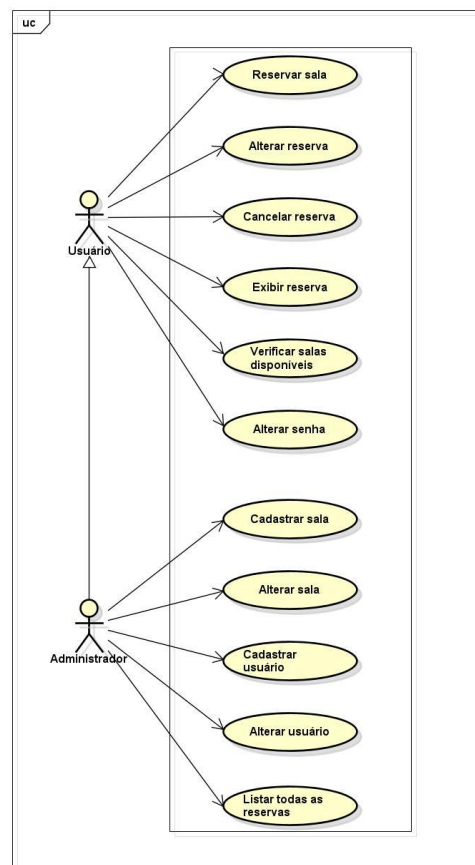 uc
Reservar sala
Alterar reserva
Cancelar reserva
Usuário
Exibir reserva
Verificar salas
disponíveis
Alterar senha
Cadastrar sala
Alterar sala
Administrador
Cadastrar
usuário
Alterar usuário
Listar todas as
reservas